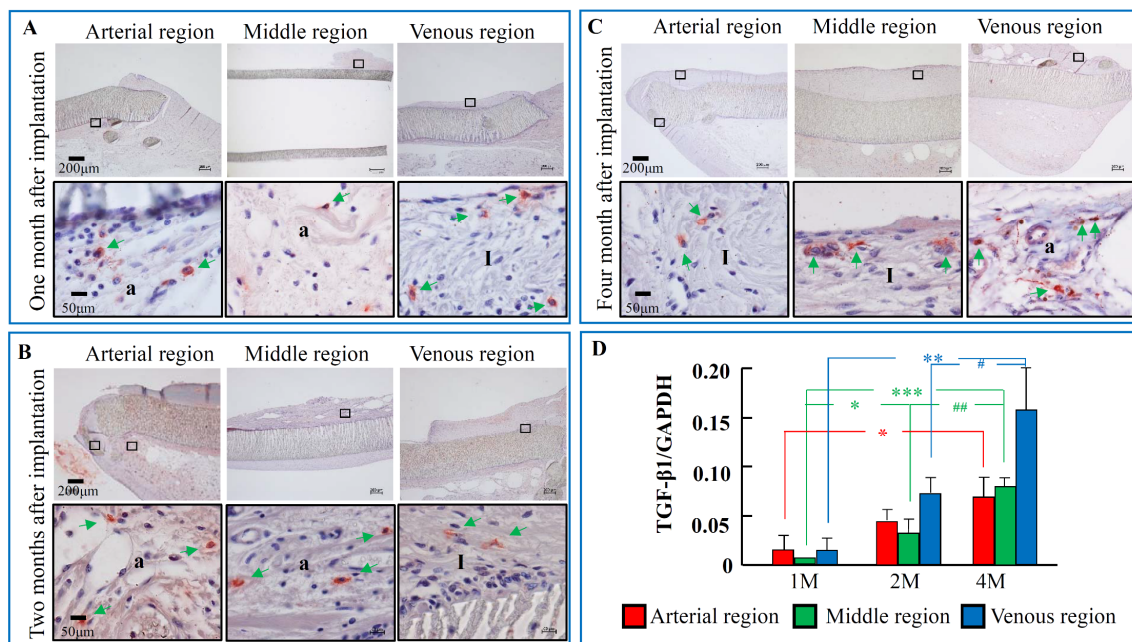 A
Arterial region
Middle region
Venous region
One month after implantation
200μm
a
a
I
50μm
B
Arterial region
Middle region
Venous region
Two months after implantation
200μm
a
a
I
50μm
C
Arterial region
Middle region
Venous region
Four month after implantation
200μm
I
I
a
50μm
D
** #
* *** ##
*
TGF-β1/GAPDH
0.20
0.15
0.10
0.05
0
1M 2M 4M
Arterial region Middle region Venous region